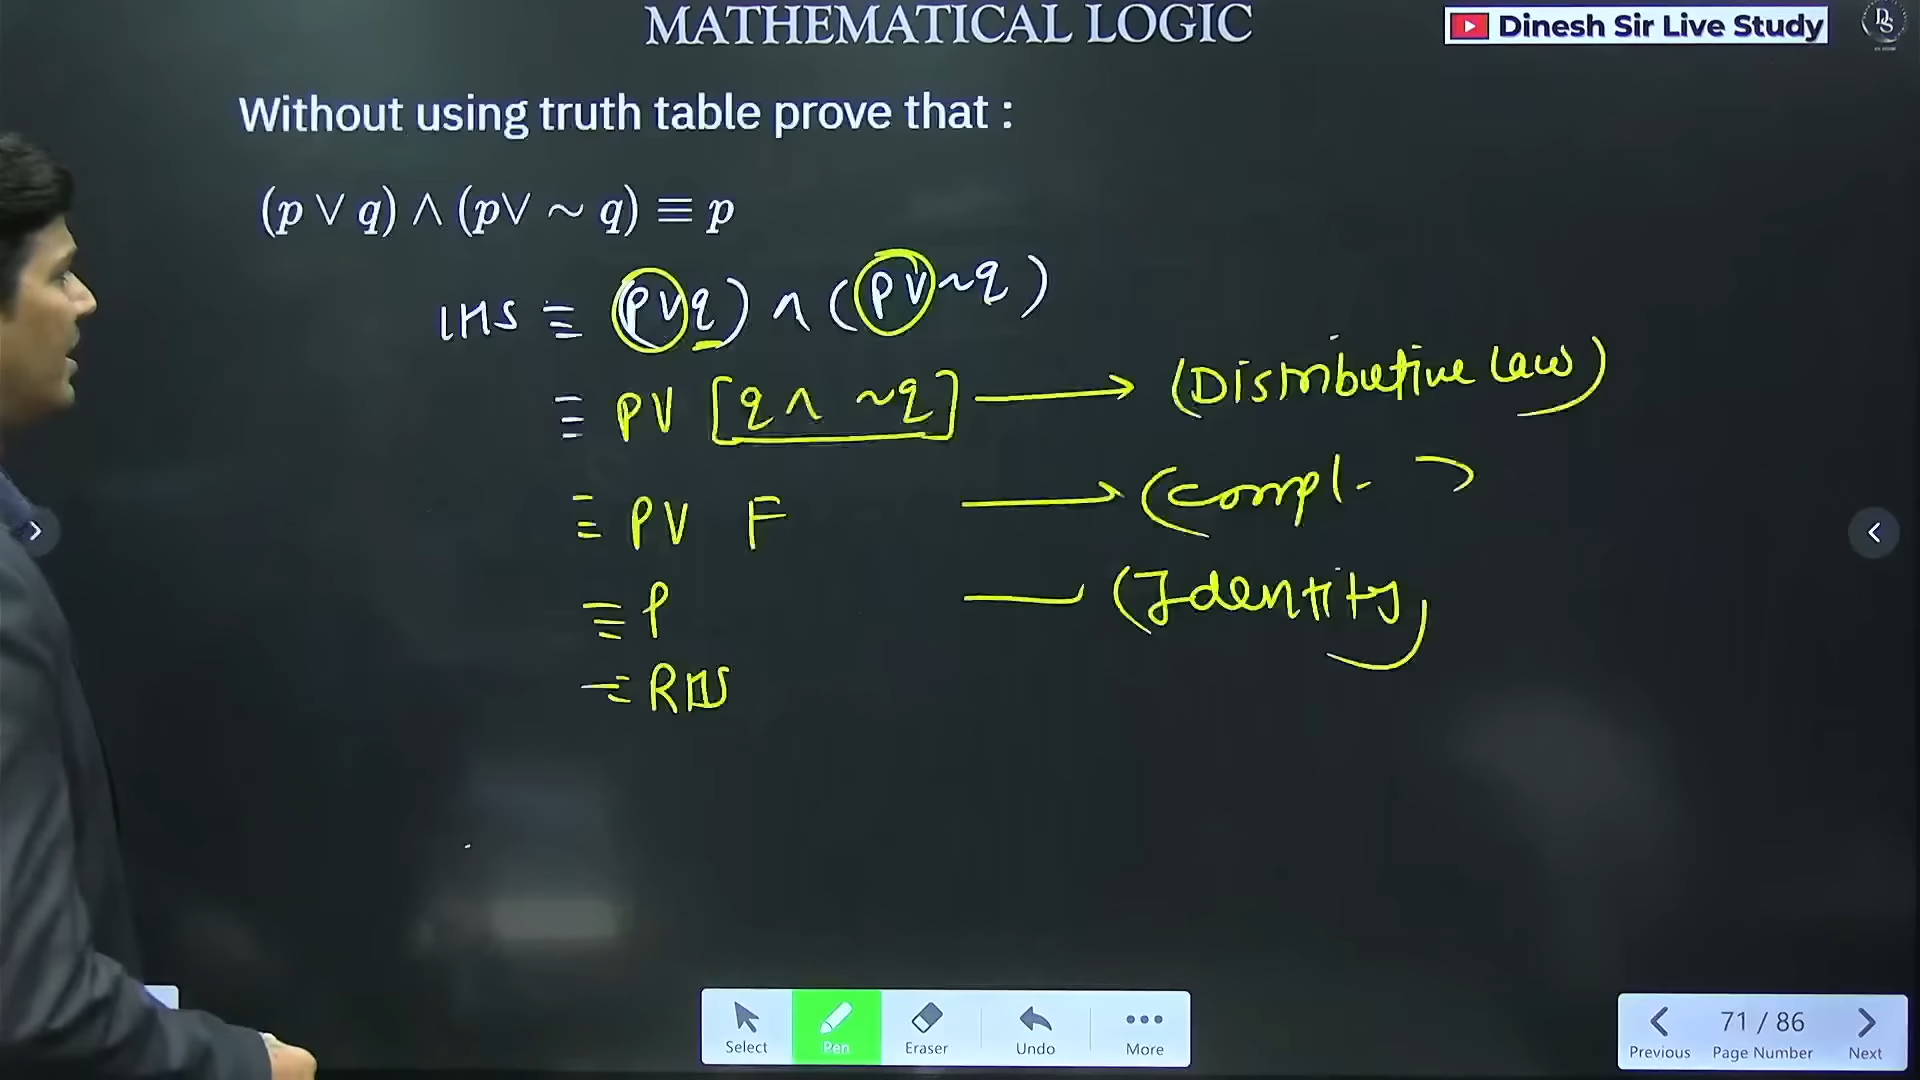 MATHEMATICAL LOGIC
Dinesh Sir Live Study
DS
Without using truth table prove that :
(p ∨ q) ∧ (p∨ ~ q) ≡ p
LHS ≡ (p∨q) ∧ (p∨~q)
≡ p∨ [q ∧ ~q] ⟶ (Distributive Law)
≡ p∨ F ⟶ (Compl. )
≡ p — (Identity)
≡ RHS
Select
Pen
Eraser
Undo
More
71 / 86
Previous
Page Number
Next